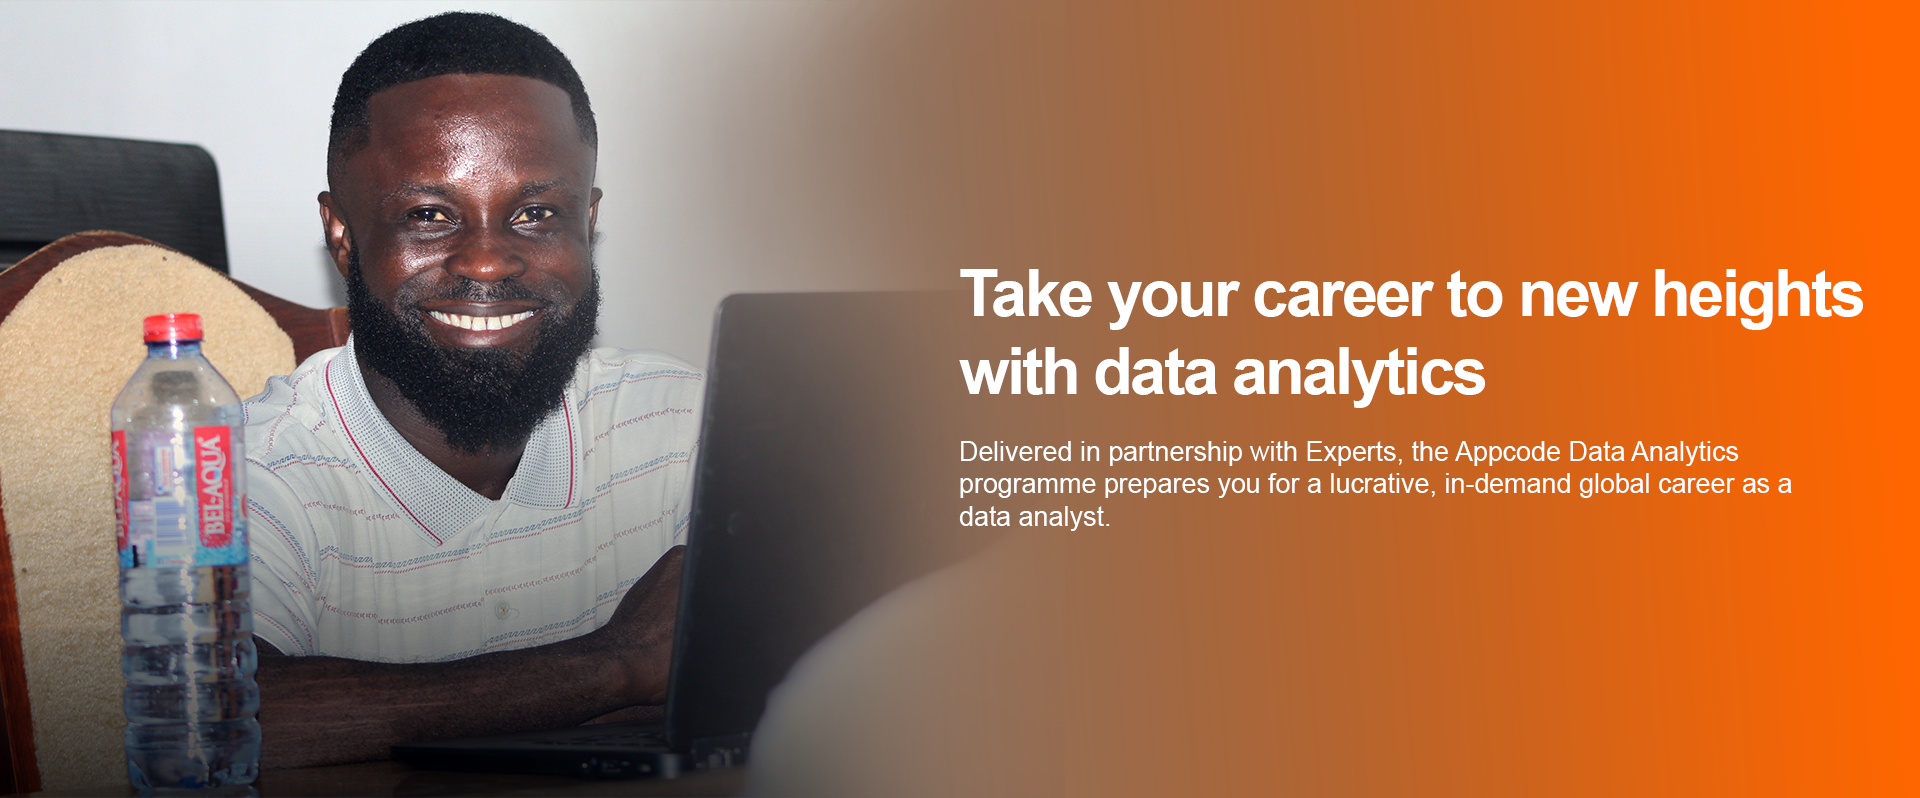 Take your career to new heights
with data analytics
Delivered in partnership with Experts, the Appcode Data Analytics
programme prepares you for a lucrative, in-demand global career as a
data analyst.
BEL-AQUA